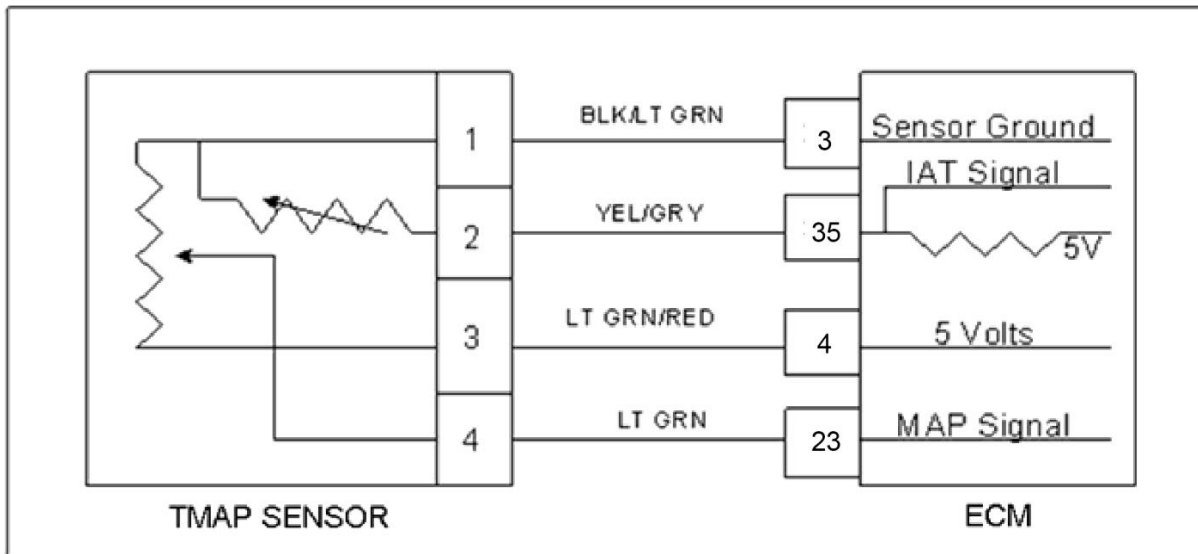 1 BLK/LT GRN 3 Sensor Ground
IAT Signal
2 YEL/GRY 35 5V
3 LT GRN/RED 4 5 Volts
4 LT GRN 23 MAP Signal
TMAP SENSOR ECM